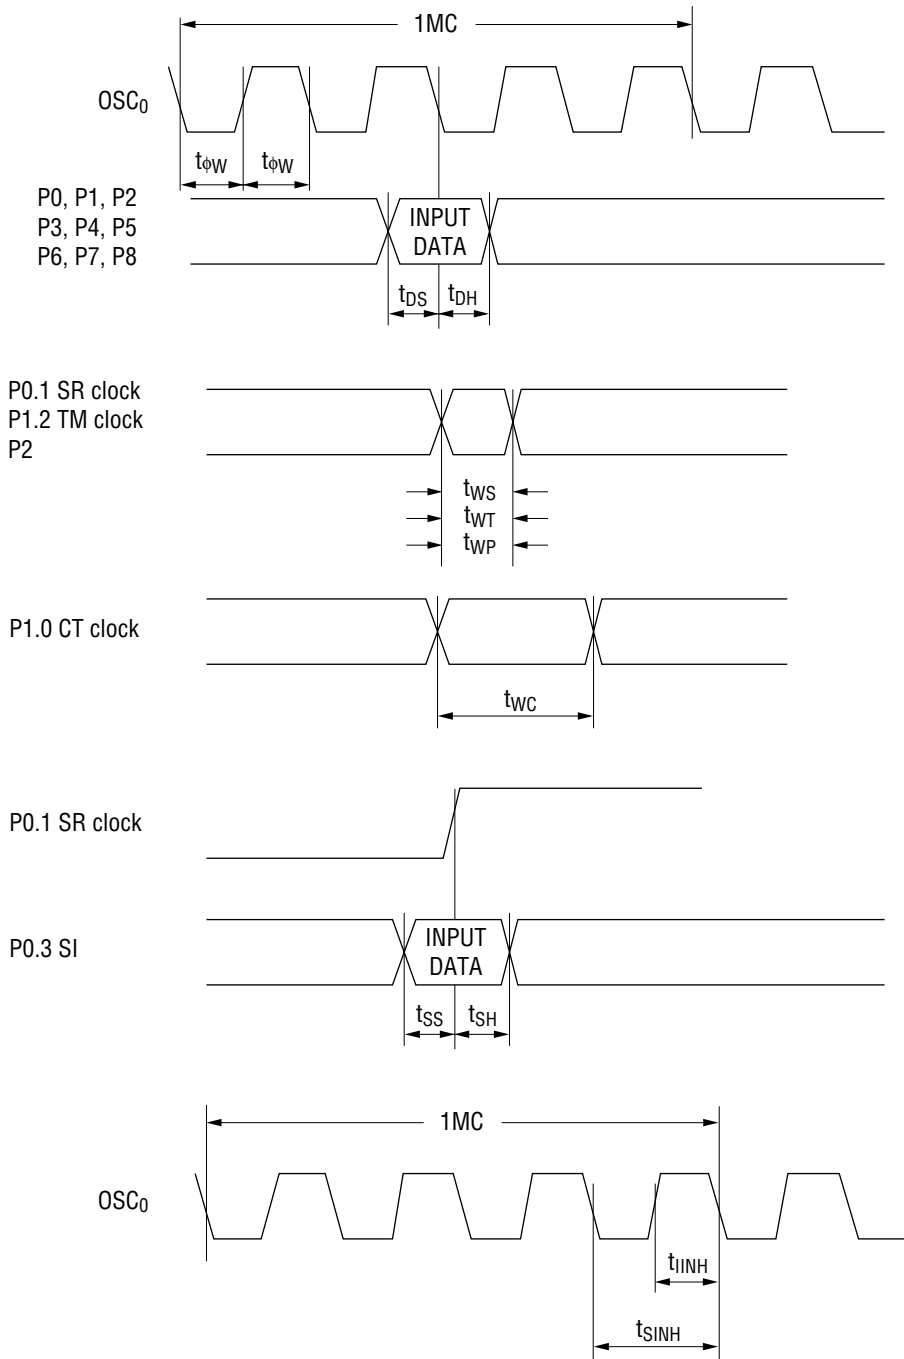 1MC
OSC₀
tϕW tϕW
P0, P1, P2
P3, P4, P5
P6, P7, P8
INPUT
DATA
tDS tDH
P0.1 SR clock
P1.2 TM clock
P2
tWS
tWT
tWP
P1.0 CT clock
tWC
P0.1 SR clock
P0.3 SI
INPUT
DATA
tSS tSH
1MC
OSC₀
tIINH
tSINH